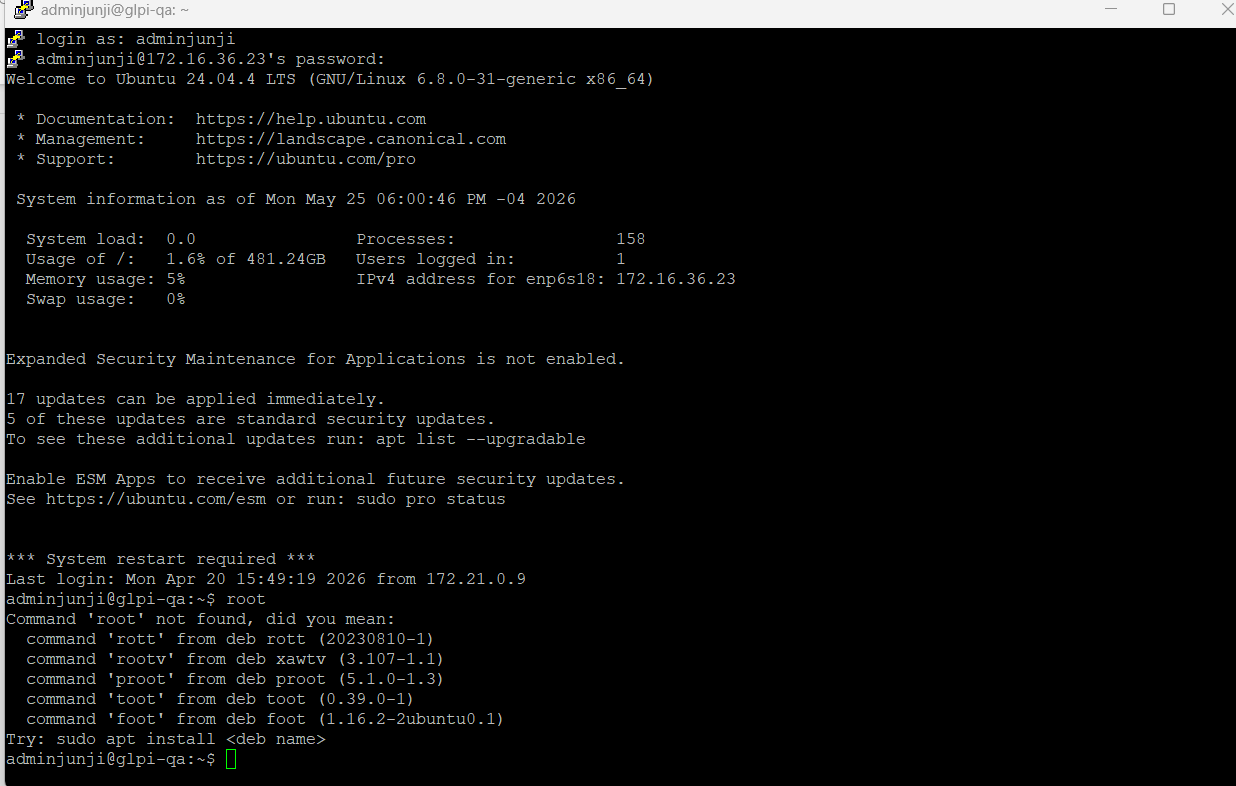 adminjunji@glpi-qa: ~
login as: adminjunji
adminjunji@172.16.36.23's password:
Welcome to Ubuntu 24.04.4 LTS (GNU/Linux 6.8.0-31-generic x86_64)
* Documentation:  https://help.ubuntu.com
* Management:     https://landscape.canonical.com
* Support:        https://ubuntu.com/pro
System information as of Mon May 25 06:00:46 PM -04 2026
System load:  0.0                Processes:                158
Usage of /:   1.6% of 481.24GB   Users logged in:          1
Memory usage: 5%                 IPv4 address for enp6s18: 172.16.36.23
Swap usage:   0%
Expanded Security Maintenance for Applications is not enabled.
17 updates can be applied immediately.
5 of these updates are standard security updates.
To see these additional updates run: apt list --upgradable
Enable ESM Apps to receive additional future security updates.
See https://ubuntu.com/esm or run: sudo pro status
*** System restart required ***
Last login: Mon Apr 20 15:49:19 2026 from 172.21.0.9
adminjunji@glpi-qa:~$ root
Command 'root' not found, did you mean:
command 'rott' from deb rott (20230810-1)
command 'rootv' from deb xawtv (3.107-1.1)
command 'proot' from deb proot (5.1.0-1.3)
command 'toot' from deb toot (0.39.0-1)
command 'foot' from deb foot (1.16.2-2ubuntu0.1)
Try: sudo apt install <deb name>
adminjunji@glpi-qa:~$